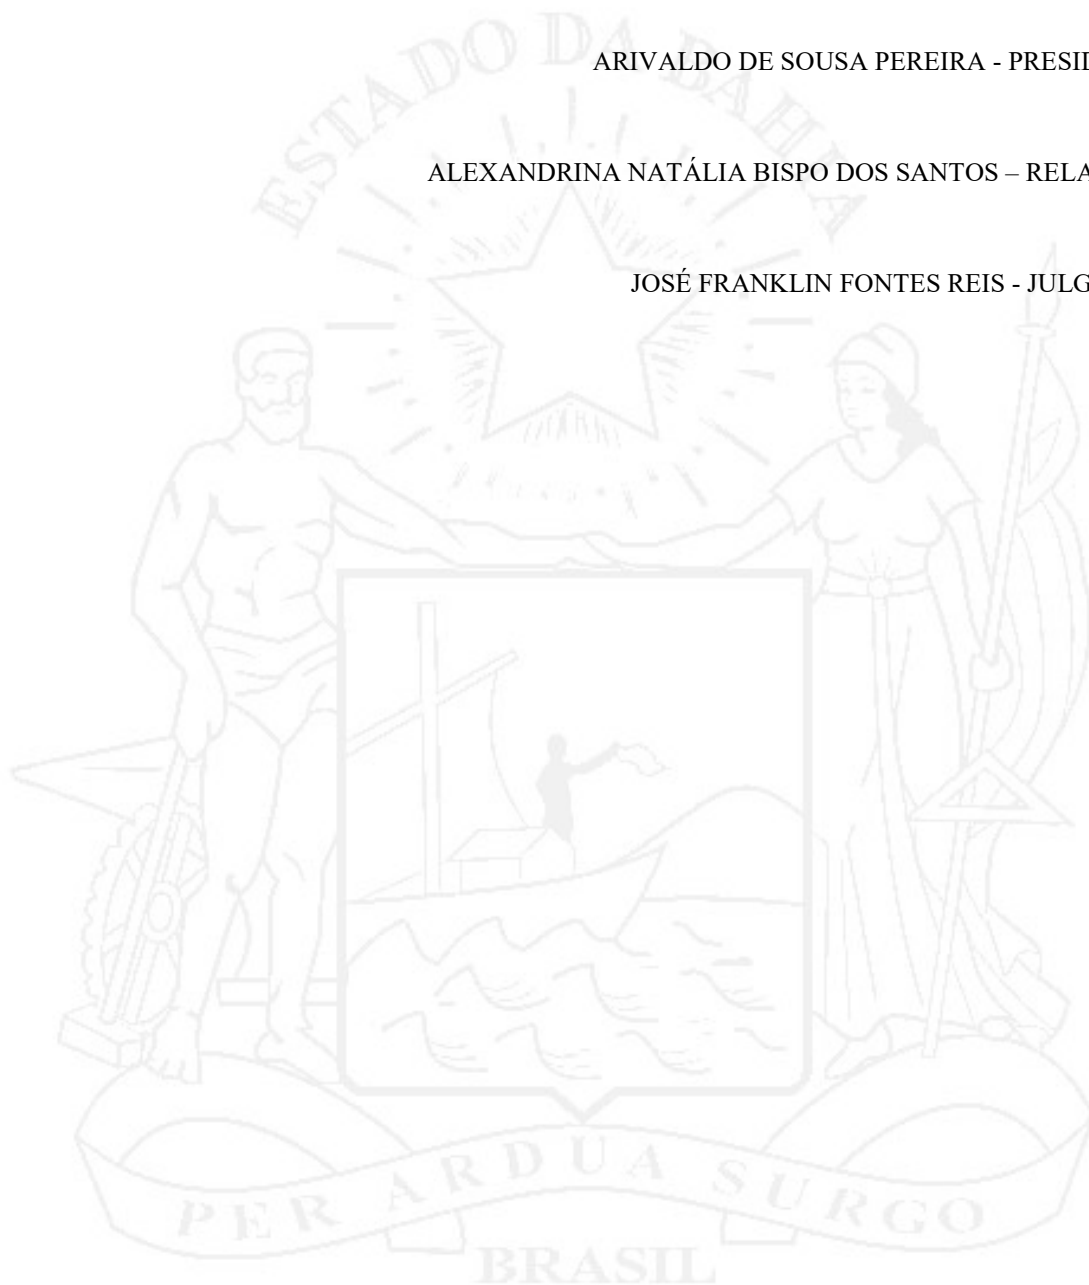 ESTADO DA BAHIA
ARIVALDO DE SOUSA PEREIRA - PRESID
ALEXANDRINA NATÁLIA BISPO DOS SANTOS – RELA
JOSÉ FRANKLIN FONTES REIS - JULG
PER ARDUA SURGO
BRASIL